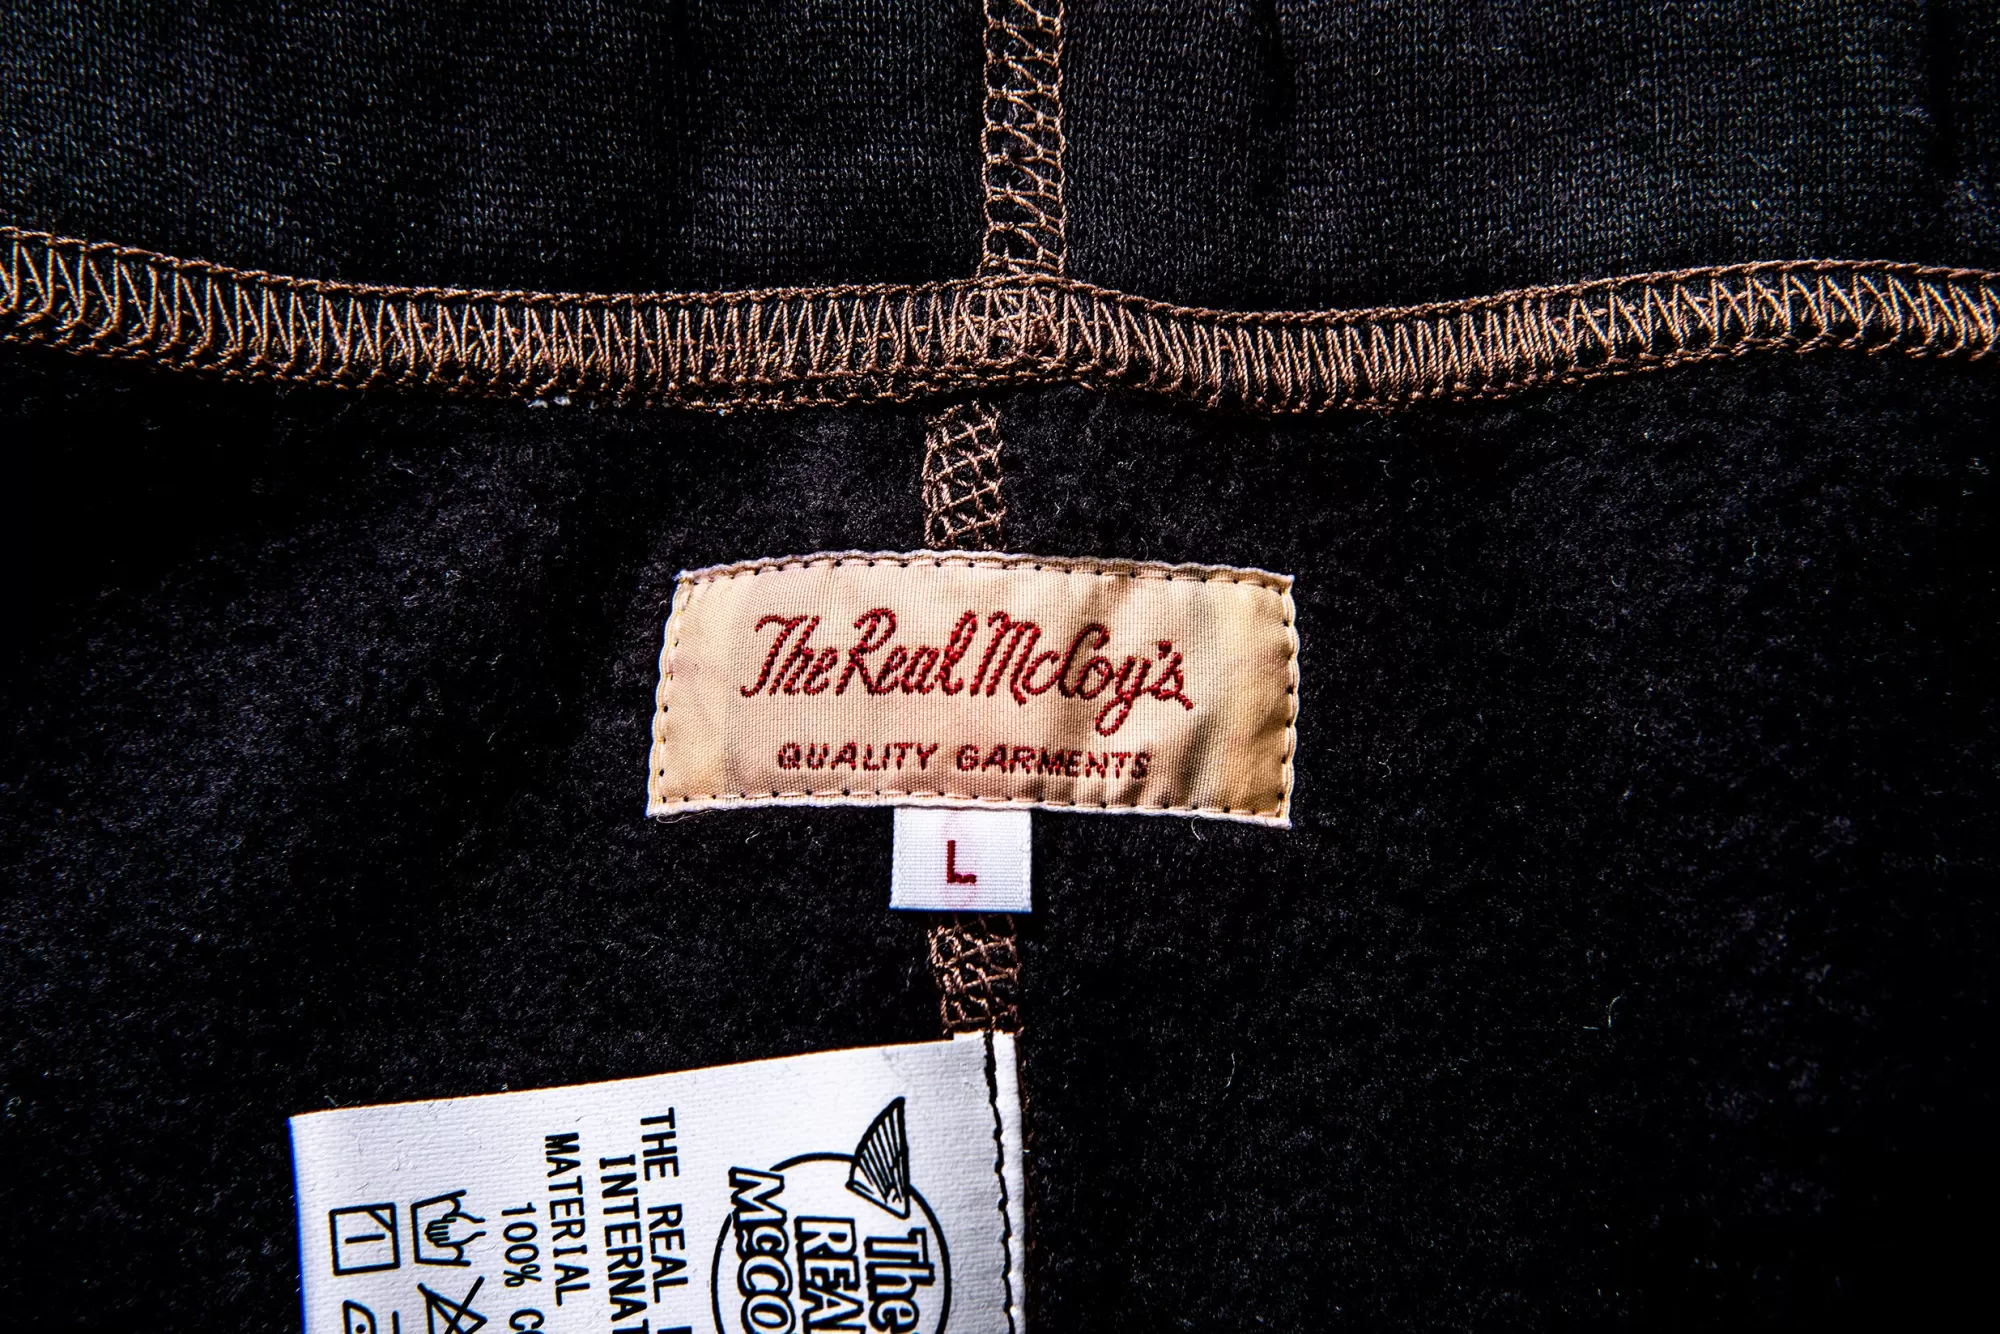 The Real McCoy's
QUALITY GARMENTS
L
The
REAL
McCO
THE REAL
INTERNAT
MATERIAL
100% C